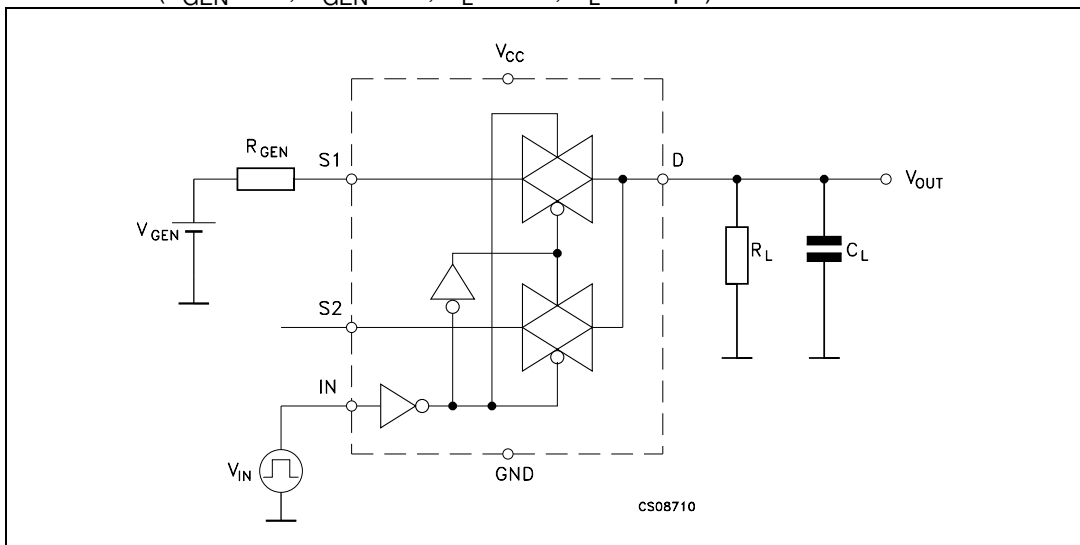 V_CC
R_GEN
S1
D
V_OUT
V_GEN
R_L
C_L
S2
IN
V_IN
GND
CS08710